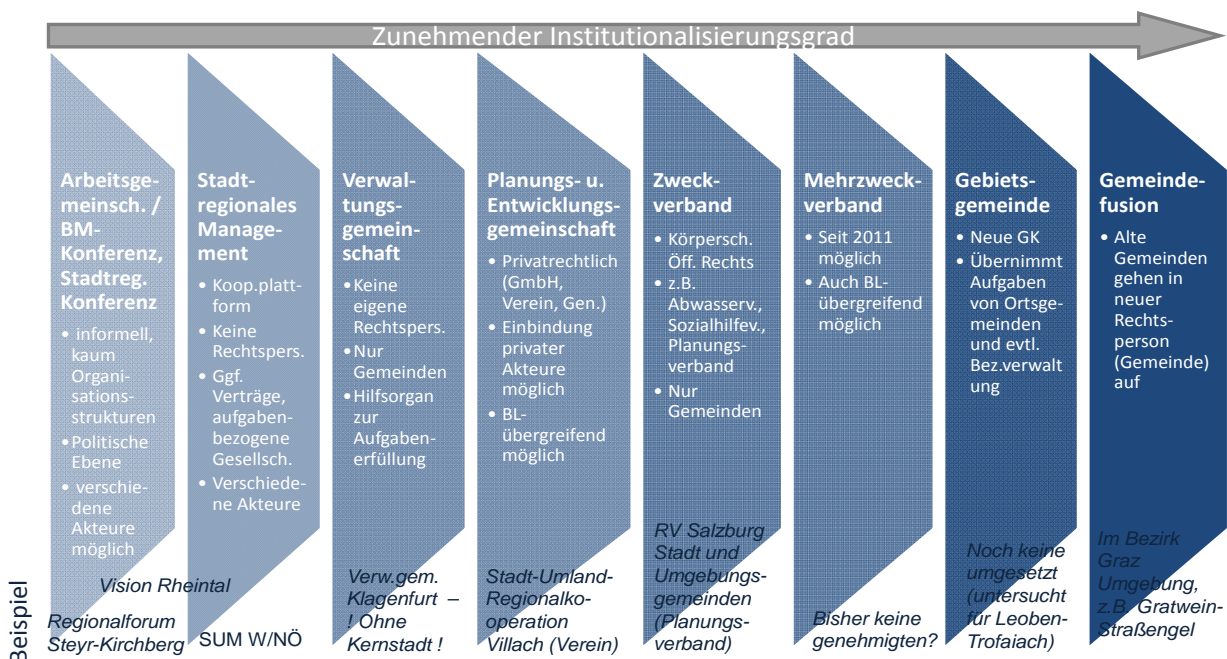 Zunehmender Institutionalisierungsgrad
Arbeitsge-
meinsch. /
BM-
Konferenz,
Stadtreg.
Konferenz
• informell,
kaum
Organi-
sations-
strukturen
• Politische
Ebene
• verschie-
dene
Akteure
möglich
Stadt-
regionales
Manage-
ment
• Koop.platt-
form
• Keine
Rechtspers.
• Ggf.
Verträge,
aufgaben-
bezogene
Gesellsch.
• Verschiede-
ne Akteure
Verwal-
tungs-
gemein-
schaft
• Keine
eigene
Rechtspers.
• Nur
Gemeinden
• Hilfsorgan
zur
Aufgaben-
erfüllung
Planungs- u.
Entwicklungs-
gemeinschaft
• Privatrechtlich
(GmbH,
Verein, Gen.)
• Einbindung
privater
Akteure
möglich
• BL-
übergreifend
möglich
Zweck-
verband
• Körpersch.
Öff. Rechts
• z.B.
Abwasserv.,
Sozialhilfev.,
Planungs-
verband
• Nur
Gemeinden
Mehrzweck-
verband
• Seit 2011
möglich
• Auch BL-
übergreifend
möglich
Gebiets-
gemeinde
• Neue GK
• Übernimmt
Aufgaben
von Ortsge-
meinden
und evtl.
Bez.verwalt
ung
Gemeinde-
fusion
• Alte
Gemeinden
gehen in
neuer
Rechts-
person
(Gemeinde)
auf
Beispiel
Vision Rheintal
Regionalforum
Steyr-Kirchberg
SUM W/NÖ
Verw.gem.
Klagenfurt –
! Ohne
Kernstadt !
Stadt-Umland-
Regionalko-
operation
Villach (Verein)
RV Salzburg
Stadt und
Umgebungs-
gemeinden
(Planungs-
verband)
Bisher keine
genehmigten?
Noch keine
umgesetzt
(untersucht
für Leoben-
Trofaiach)
Im Bezirk
Graz
Umgebung,
z.B. Gratwein-
Straßengel